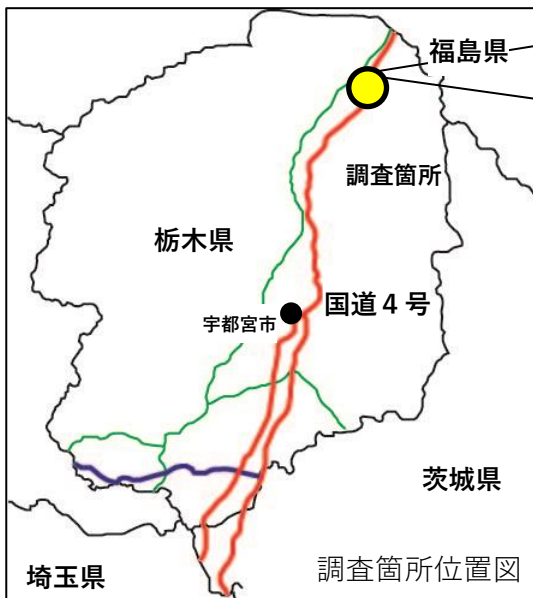 福島県
調査箇所
栃木県
国道４号
宇都宮市
茨城県
調査箇所位置図
埼玉県